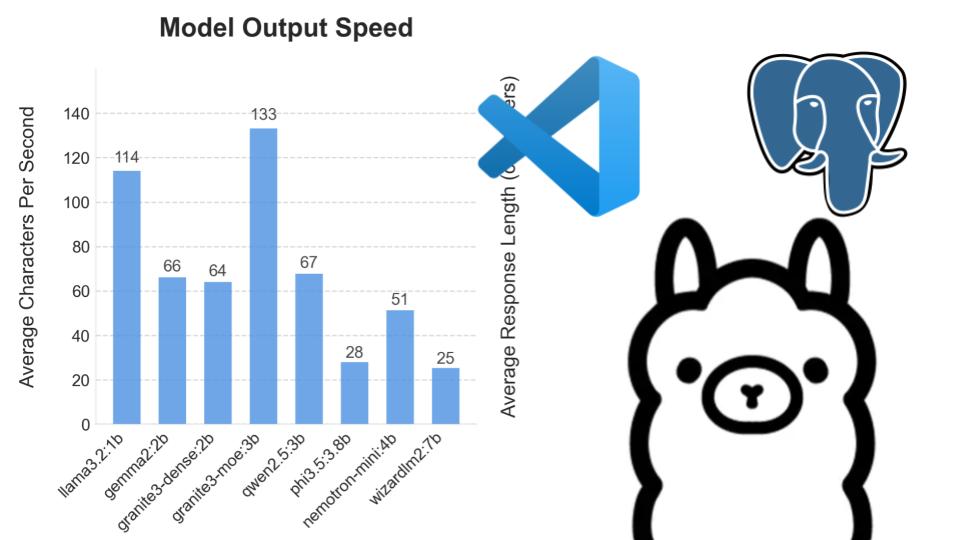 Model Output Speed
Average Characters Per Second
140
120
100
80
60
40
20
0
114
66
64
133
67
28
51
25
llama3.2:1b
gemma2:2b
granite3-dense:2b
granite3-moe:3b
qwen2.5:3b
phi3.5:3.8b
nemotron-mini:4b
wizardlm2:7b
Average Response Length